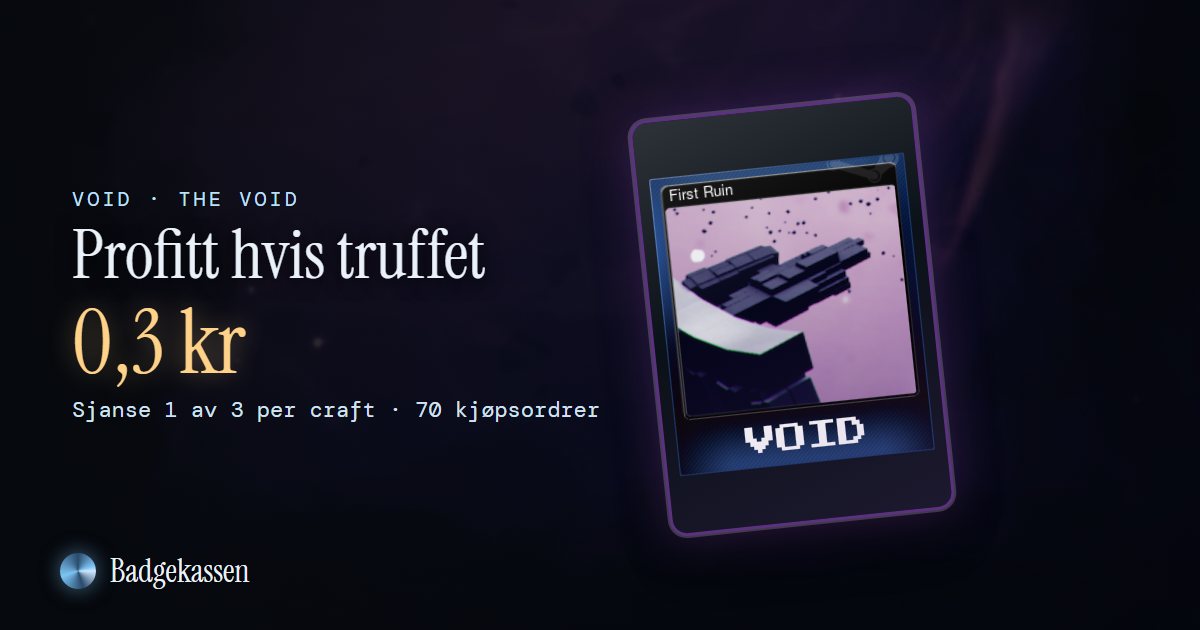 VOID · THE VOID
Profitt hvis truffet
0,3 kr
Sjanse 1 av 3 per craft · 70 kjøpsordrer
First Ruin
VOID
Badgekassen